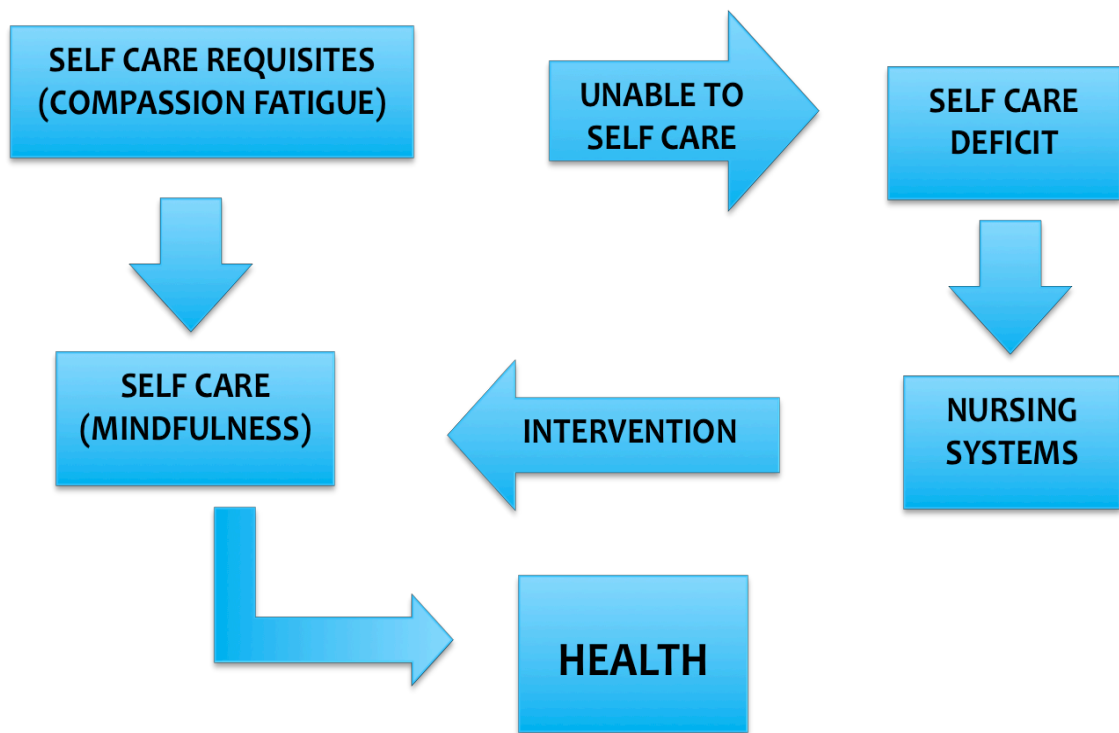 SELF CARE REQUISITES
(COMPASSION FATIGUE)
UNABLE TO
SELF CARE
SELF CARE
DEFICIT
SELF CARE
(MINDFULNESS)
INTERVENTION
NURSING
SYSTEMS
HEALTH